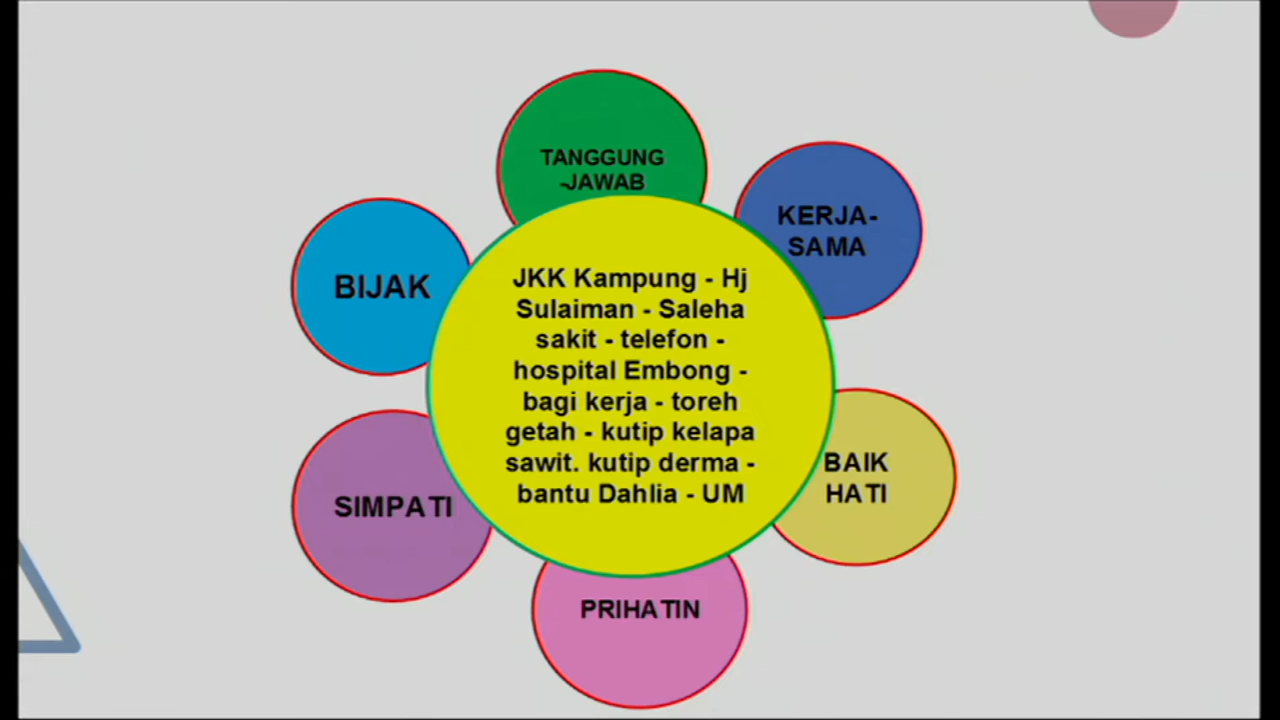 TANGGUNG
-JAWAB
KERJA-
SAMA
BIJAK
JKK Kampung - Hj
Sulaiman - Saleha
sakit - telefon -
hospital Embong -
bagi kerja - toreh
getah - kutip kelapa
sawit. kutip derma -
bantu Dahlia - UM
BAIK
HATI
SIMPATI
PRIHATIN